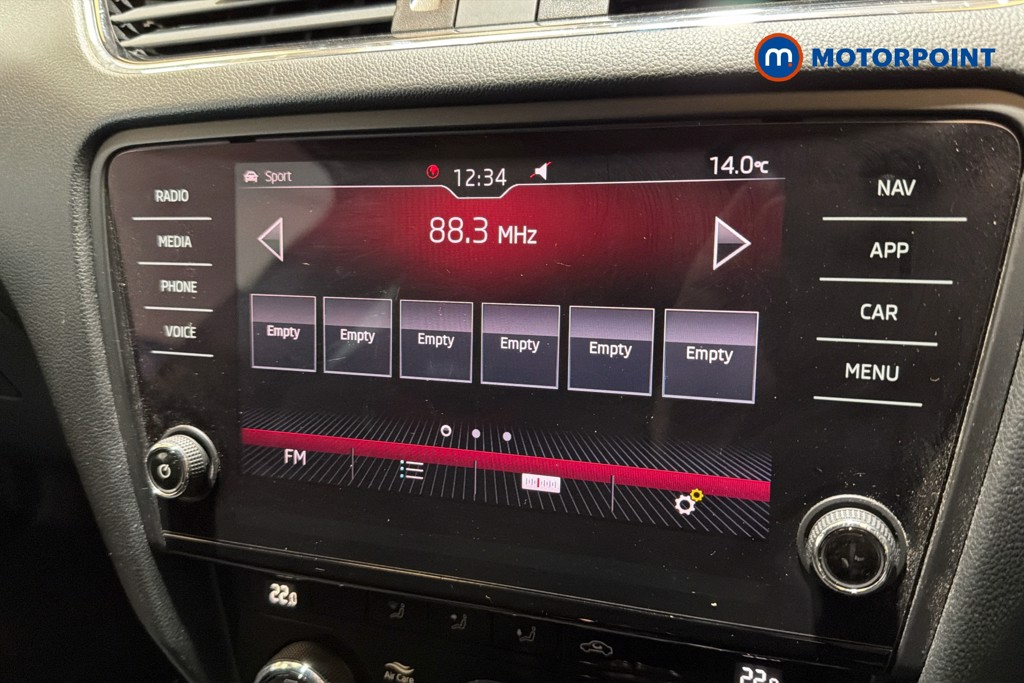 m MOTORPOINT
Sport 12:34 14.0°C
RADIO
MEDIA
PHONE
VOICE
88.3 MHz
Empty Empty Empty Empty Empty Empty
FM
NAV
APP
CAR
MENU
22.0
Air Care
22.0